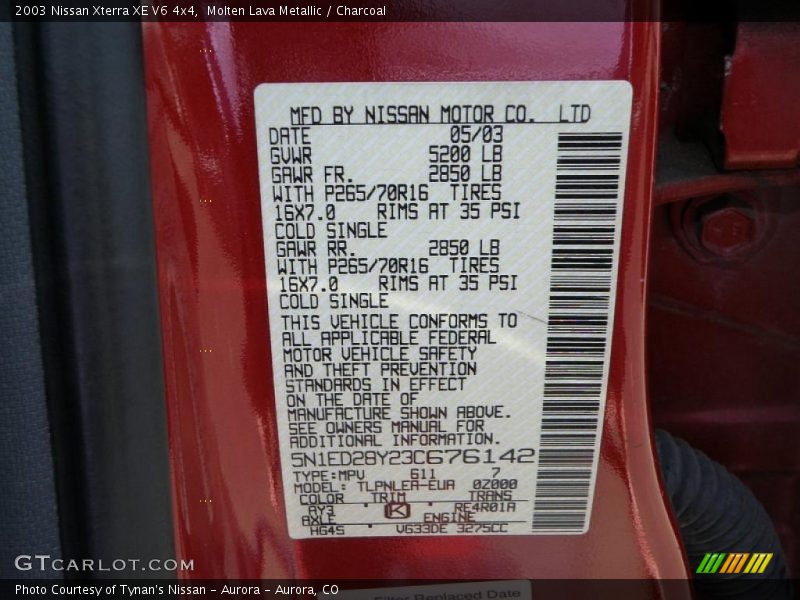 2003 Nissan Xterra XE V6 4x4,  Molten Lava Metallic / Charcoal
MFD BY NISSAN MOTOR CO. LTD
DATE 05/03
GVWR 5200 LB
GAWR FR. 2850 LB
WITH P265/70R16 TIRES
16X7.0 RIMS AT 35 PSI
COLD SINGLE
GAWR RR. 2850 LB
WITH P265/70R16 TIRES
16X7.0 RIMS AT 35 PSI
COLD SINGLE
THIS VEHICLE CONFORMS TO
ALL APPLICABLE FEDERAL
MOTOR VEHICLE SAFETY
AND THEFT PREVENTION
STANDARDS IN EFFECT
ON THE DATE OF
MANUFACTURE SHOWN ABOVE.
SEE OWNERS MANUAL FOR
ADDITIONAL INFORMATION.
5N1ED28Y23C676142
TYPE:MPV 611 7
MODEL: TLPNLEA-EUA 0Z000
COLOR TRIM TRANS
AY3 K RE4R01A
AXLE ENGINE
HG45 VG33DE 3275CC
Filter Replaced Date
GTCARLOT.COM
Photo Courtesy of Tynan's Nissan - Aurora - Aurora, CO